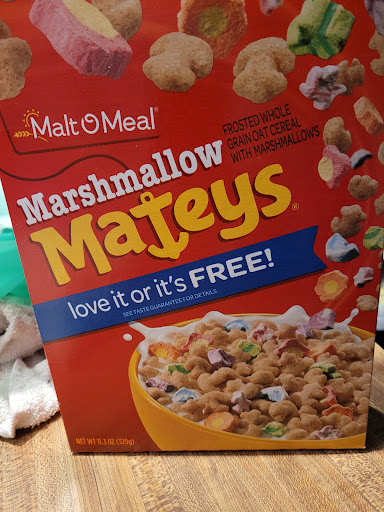 Malt O Meal®
FROSTED WHOLE
GRAIN OAT CEREAL
WITH MARSHMALLOWS
Marshmallow
Mateys®
love it or it's FREE!
SEE TASTE GUARANTEE FOR DETAILS
NET WT 11.3 OZ (320g)